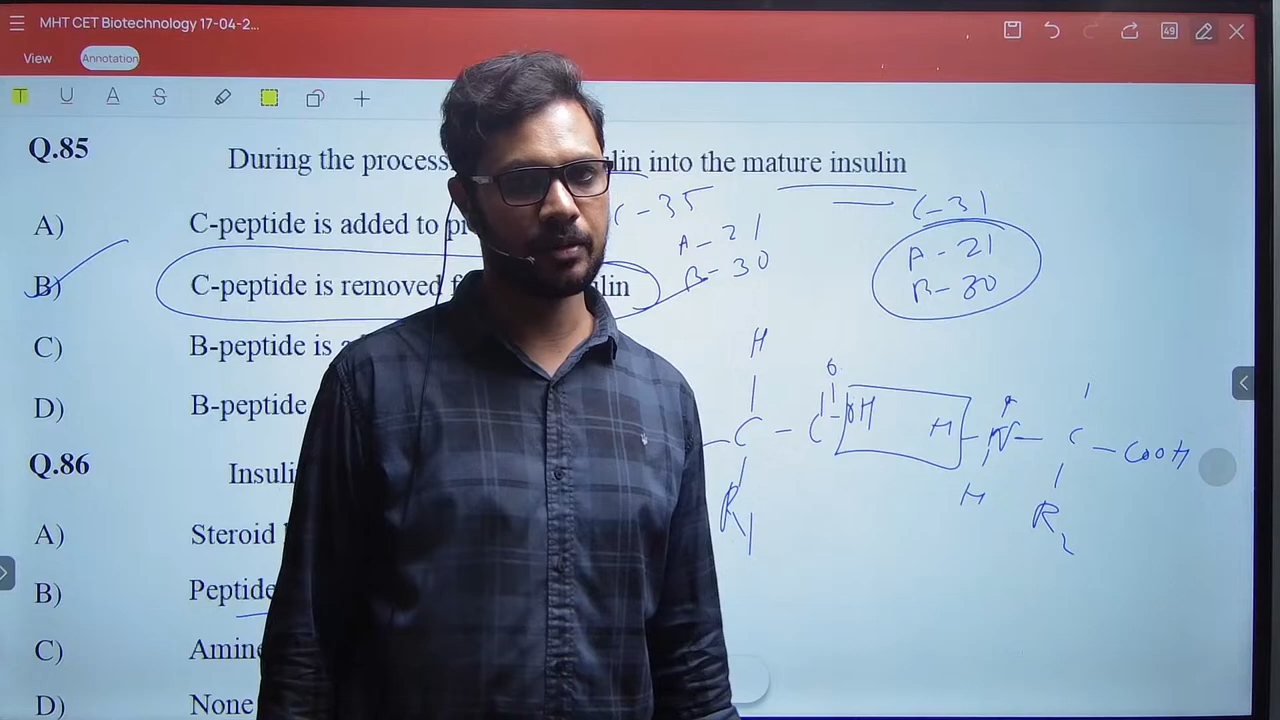 MHT CET Biotechnology 17-04-2...
49
View
Annotation
T U A S
Q.85
During the process lin into the mature insulin
A) C-peptide is added to p
B) C-peptide is removed f lin
C) B-peptide is a
D) B-peptide
C-35
A-21
B-30
C-31
A-21
B-30
H
O
C - C - OH H - N - C - COOH
H
R1
R2
Q.86
Insuli
A) Steroid
B) Peptide
C) Amine
D) None